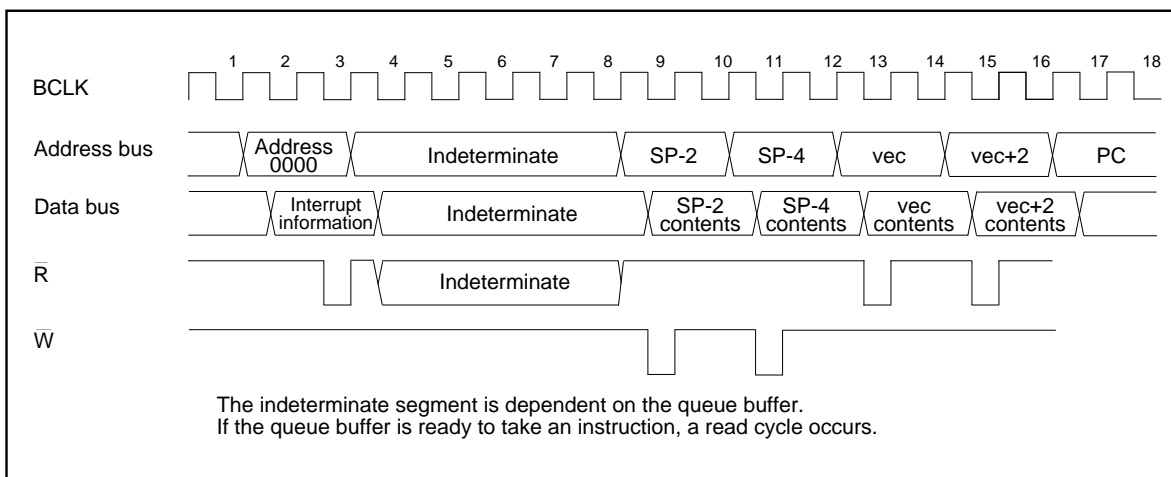 1 2 3 4 5 6 7 8 9 10 11 12 13 14 15 16 17 18
BCLK
Address bus
Address
0000
Indeterminate
SP-2
SP-4
vec
vec+2
PC
Data bus
Interrupt
information
Indeterminate
SP-2
contents
SP-4
contents
vec
contents
vec+2
contents
R̅
Indeterminate
W̅
The indeterminate segment is dependent on the queue buffer.
If the queue buffer is ready to take an instruction, a read cycle occurs.